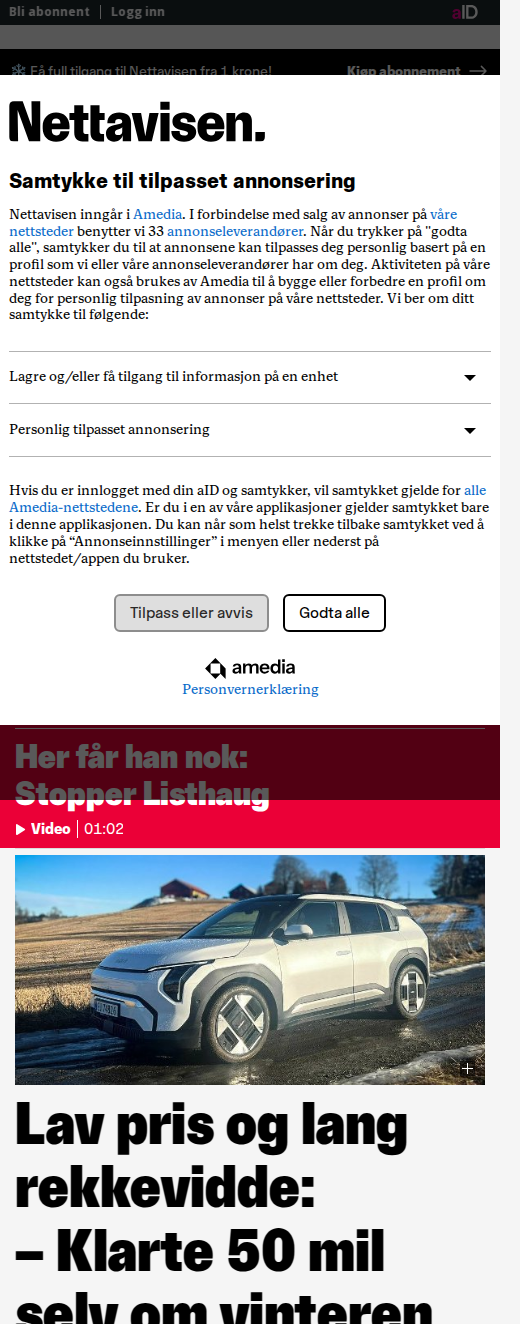 Bli abonnent | Logg inn aID
Få full tilgang til Nettavisen fra 1 krone! Kjøp abonnement
Nettavisen.
Samtykke til tilpasset annonsering
Nettavisen inngår i Amedia. I forbindelse med salg av annonser på våre
nettsteder benytter vi 33 annonseleverandører. Når du trykker på "godta
alle", samtykker du til at annonsene kan tilpasses deg personlig basert på en
profil som vi eller våre annonseleverandører har om deg. Aktiviteten på våre
nettsteder kan også brukes av Amedia til å bygge eller forbedre en profil om
deg for personlig tilpasning av annonser på våre nettsteder. Vi ber om ditt
samtykke til følgende:
Lagre og/eller få tilgang til informasjon på en enhet
Personlig tilpasset annonsering
Hvis du er innlogget med din aID og samtykker, vil samtykket gjelde for alle
Amedia-nettstedene. Er du i en av våre applikasjoner gjelder samtykket bare
i denne applikasjonen. Du kan når som helst trekke tilbake samtykket ved å
klikke på “Annonseinnstillinger” i menyen eller nederst på
nettstedet/appen du bruker.
Tilpass eller avvis Godta alle
amedia
Personvernerklæring
Her får han nok:
Stopper Listhaug
Video | 01:02
Lav pris og lang
rekkevidde:
– Klarte 50 mil
selv om vinteren